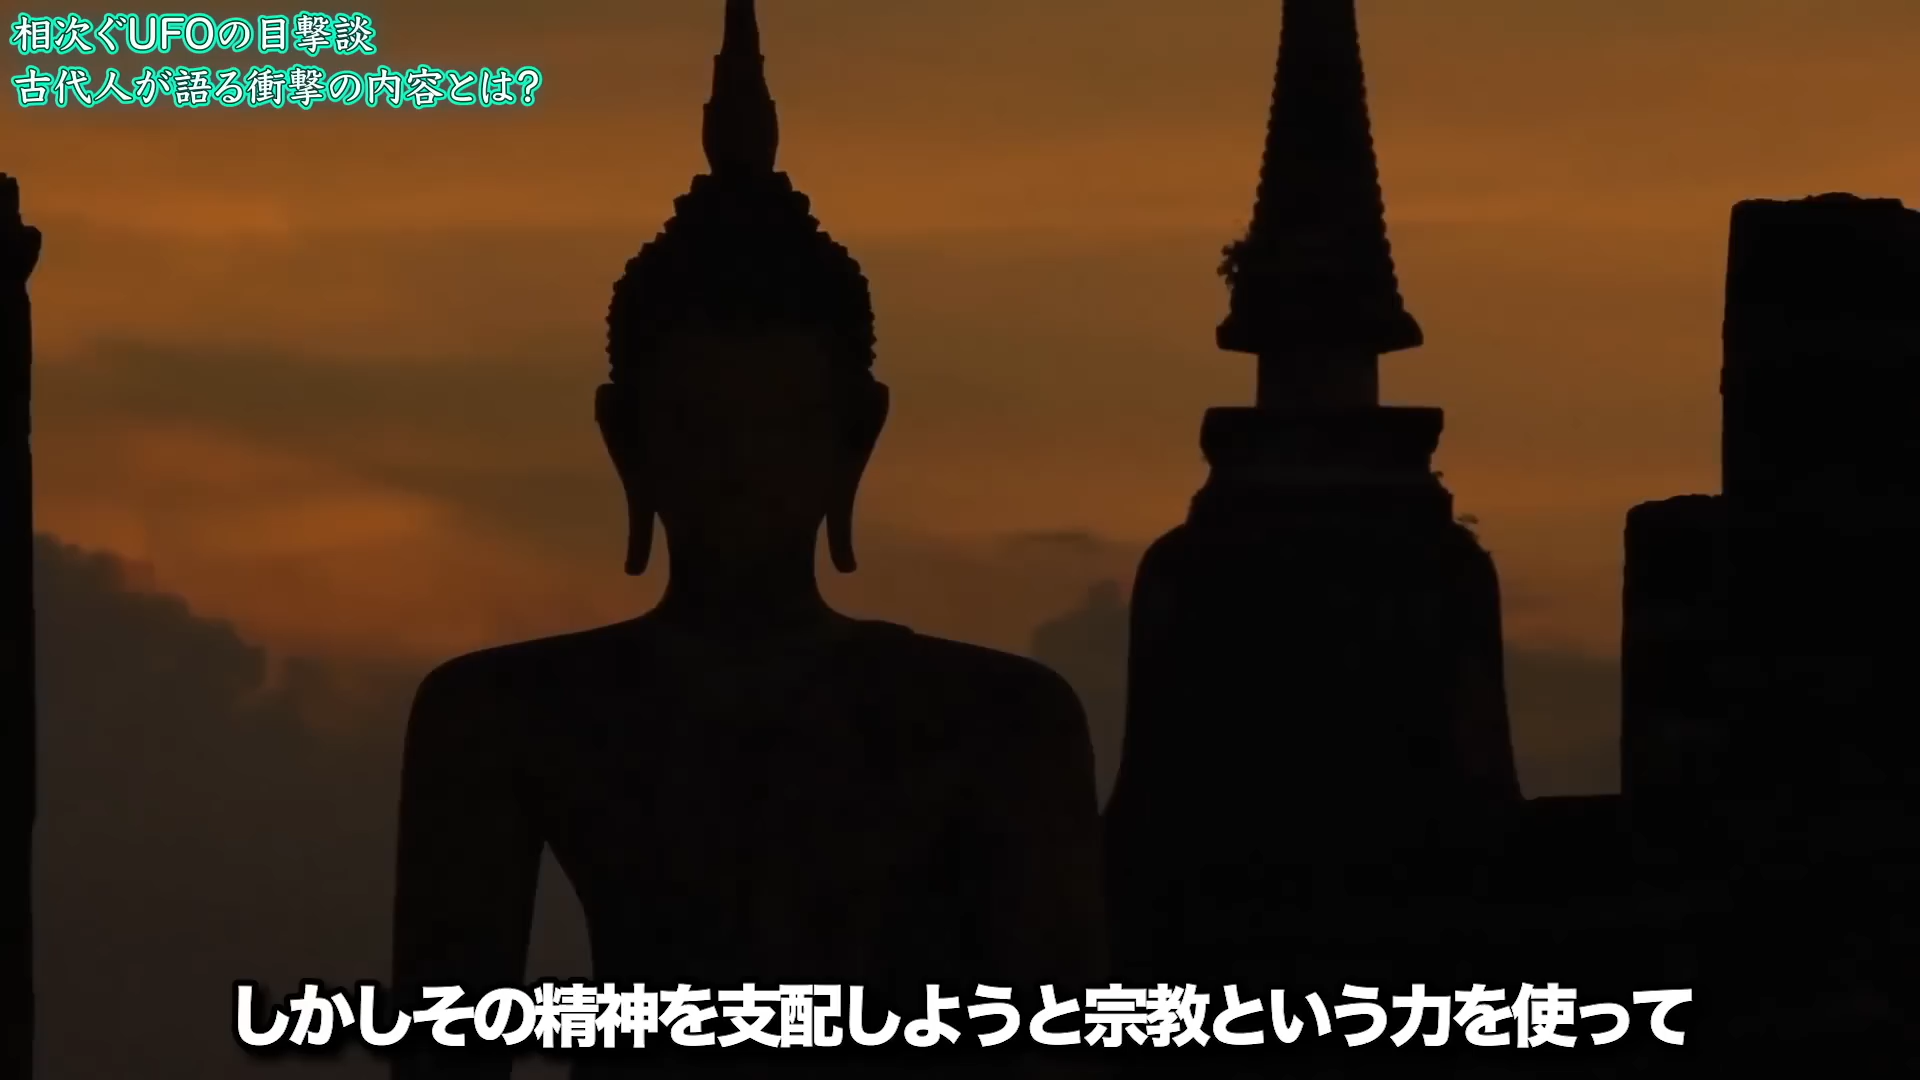 相次ぐUFOの目撃談
古代人が語る衝撃の内容とは?
しかしその精神を支配しようと宗教という力を使って